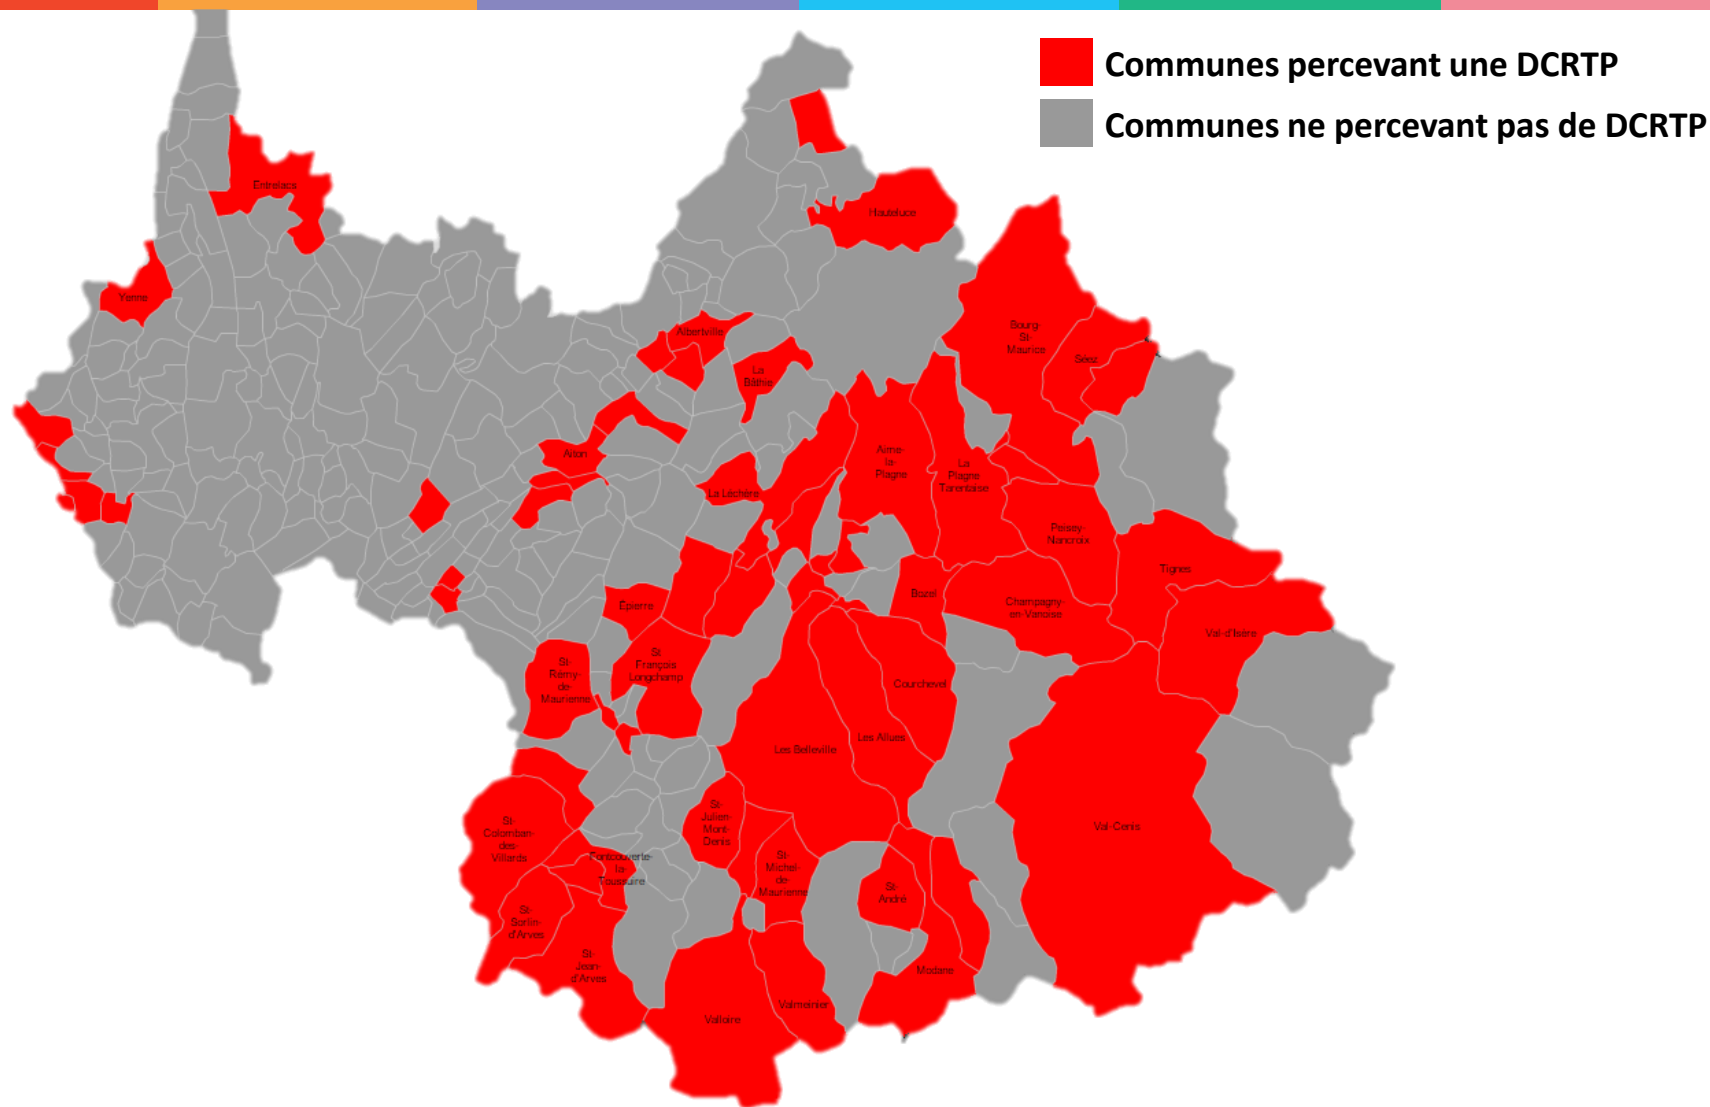 Communes percevant une DCRTP
Communes ne percevant pas de DCRTP
Entrelacs
Hauteluce
Yenne
Albertville
Bourg-
St-
Maurice
Séez
La
Bâthie
Aiton
Aime-
la-
Plagne
La
Plagne
Tarentaise
La Léchère
Peisey-
Nancroix
Tignes
Épierre
Bozel
Champagny-
en-Vanoise
Val-d'Isère
St-
Rémy-
de-
Maurienne
St
François
Longchamp
Courchevel
Les Belleville
Les Allues
St-
Colomban-
des-
Villards
St-
Julien-
Mont-
Denis
Val-Cenis
Fontcouverte-
la-
Toussuire
St-
Michel-
de-
Maurienne
St-
André
St-
Sorlin-
d'Arves
St-
Jean-
d'Arves
Modane
Valmeinier
Valloire